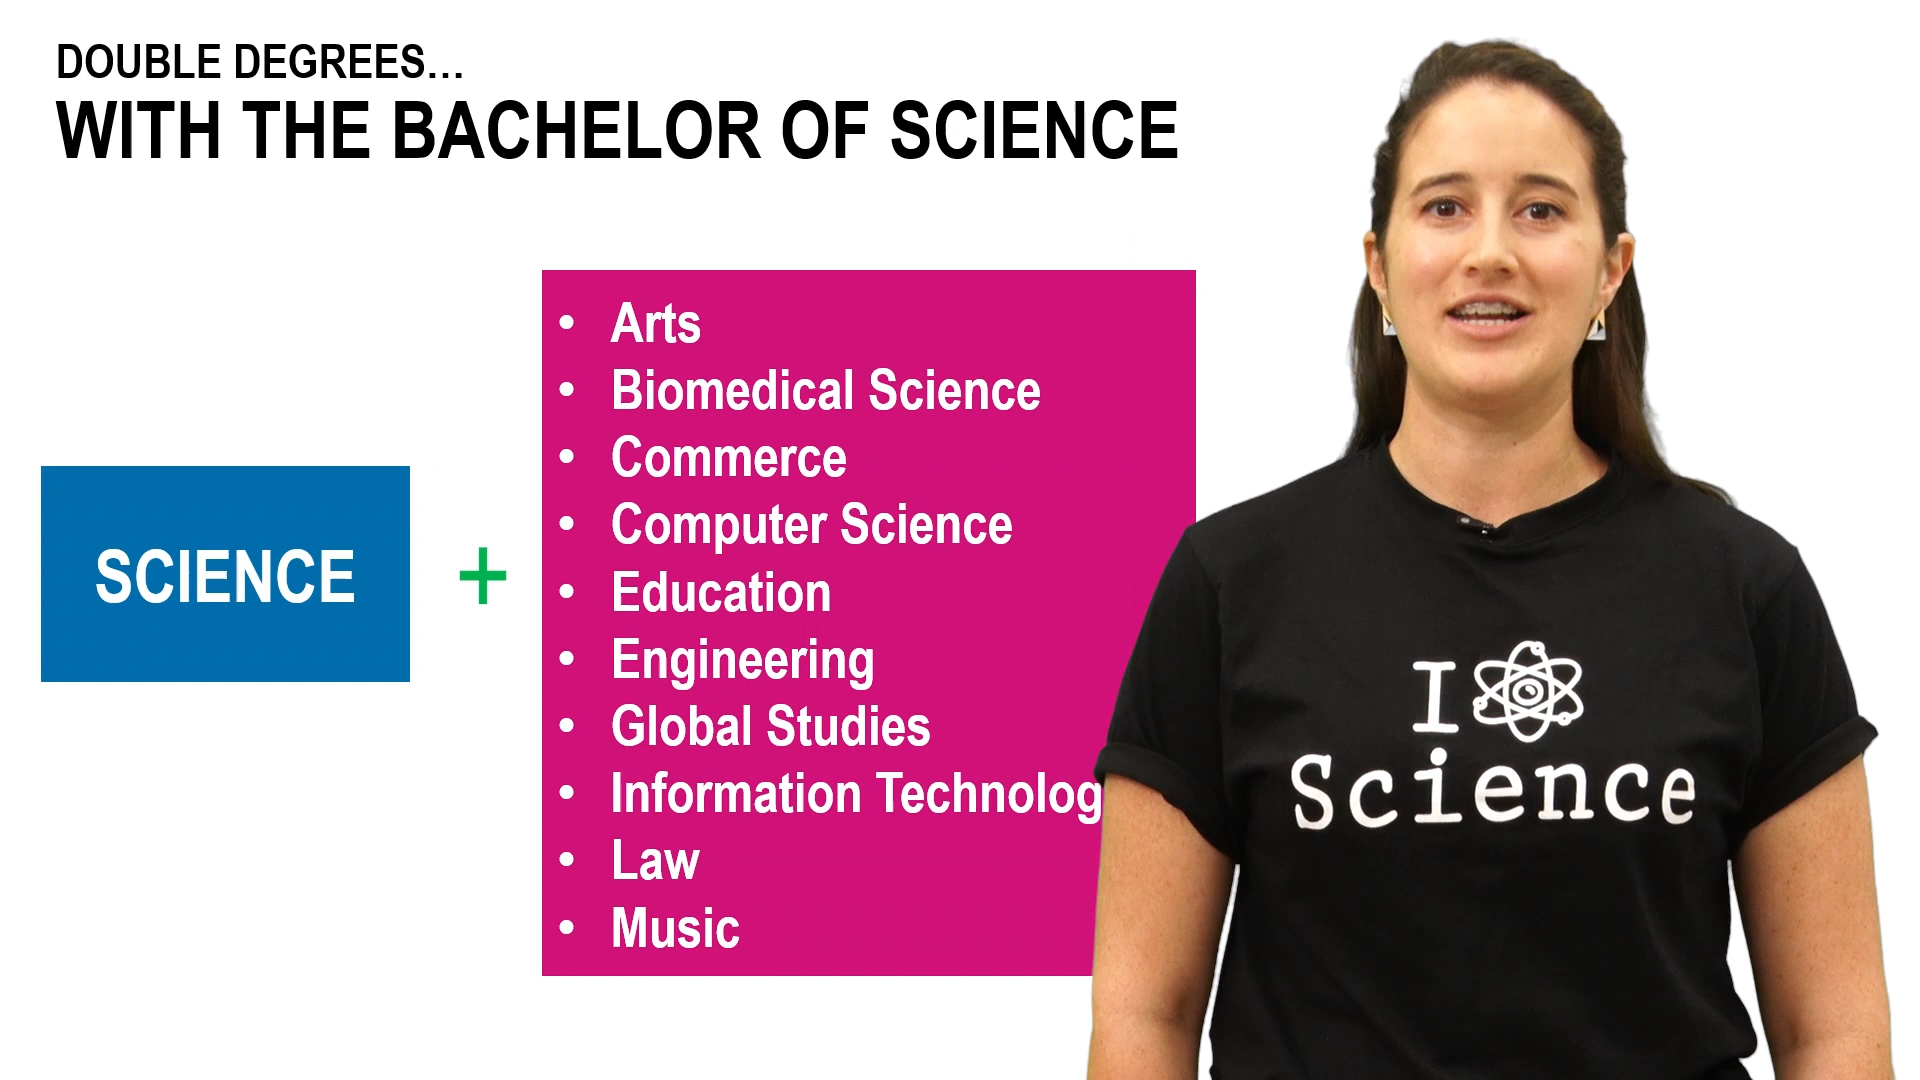 DOUBLE DEGREES...
WITH THE BACHELOR OF SCIENCE
SCIENCE
+
• Arts
• Biomedical Science
• Commerce
• Computer Science
• Education
• Engineering
• Global Studies
• Information Technolog
• Law
• Music
I
Science